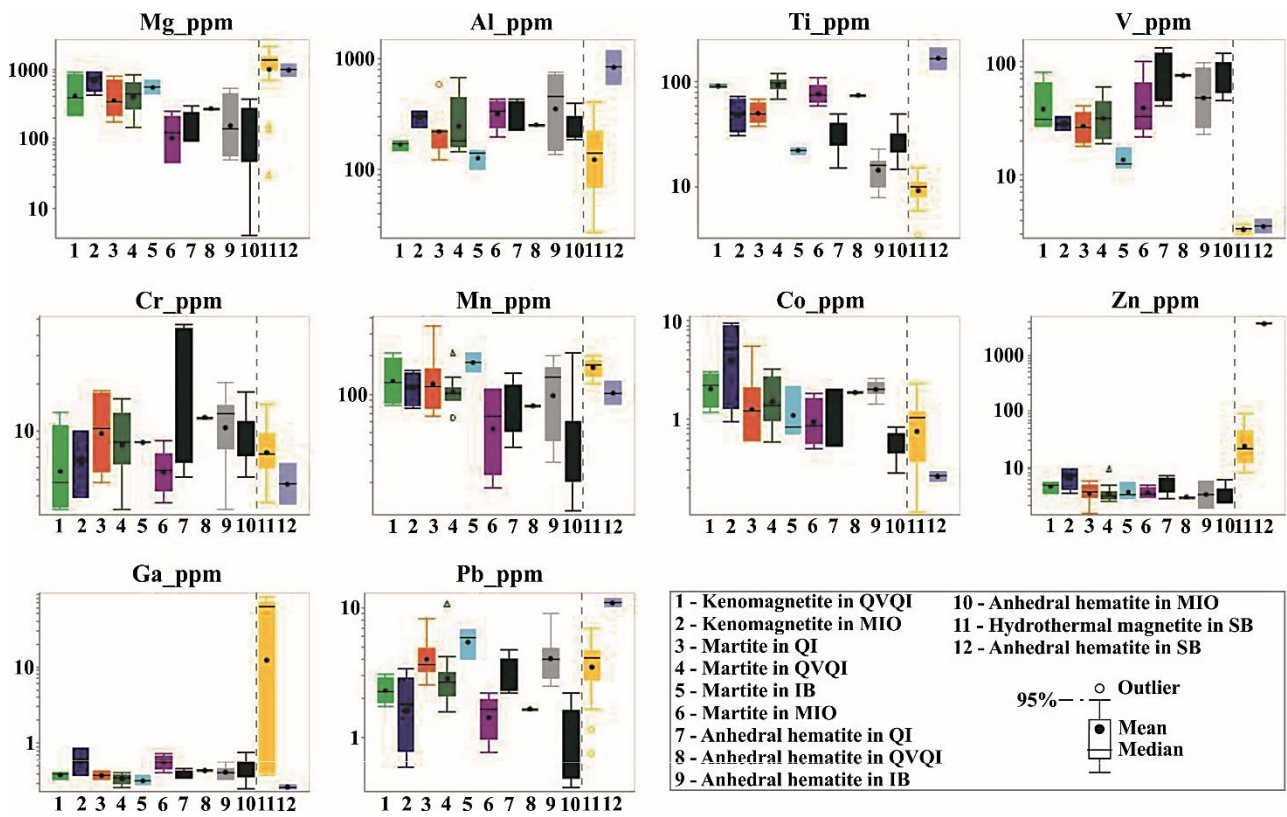 Mg_ppm
1000
100
10
1 2 3 4 5 6 7 8 9 10 11 12
Al_ppm
1000
100
1 2 3 4 5 6 7 8 9 10 11 12
Ti_ppm
100
10
1 2 3 4 5 6 7 8 9 10 11 12
V_ppm
100
10
1 2 3 4 5 6 7 8 9 10 11 12
Cr_ppm
10
1 2 3 4 5 6 7 8 9 10 11 12
Mn_ppm
100
1 2 3 4 5 6 7 8 9 10 11 12
Co_ppm
10
1
1 2 3 4 5 6 7 8 9 10 11 12
Zn_ppm
1000
100
10
1 2 3 4 5 6 7 8 9 10 11 12
Ga_ppm
10
1
1 2 3 4 5 6 7 8 9 10 11 12
Pb_ppm
10
1
1 2 3 4 5 6 7 8 9 10 11 12
1 - Kenomagnetite in QVQI
2 - Kenomagnetite in MIO
3 - Martite in QI
4 - Martite in QVQI
5 - Martite in IB
6 - Martite in MIO
7 - Anhedral hematite in QI
8 - Anhedral hematite in QVQI
9 - Anhedral hematite in IB
10 - Anhedral hematite in MIO
11 - Hydrothermal magnetite in SB
12 - Anhedral hematite in SB
Outlier
95%
Mean
Median